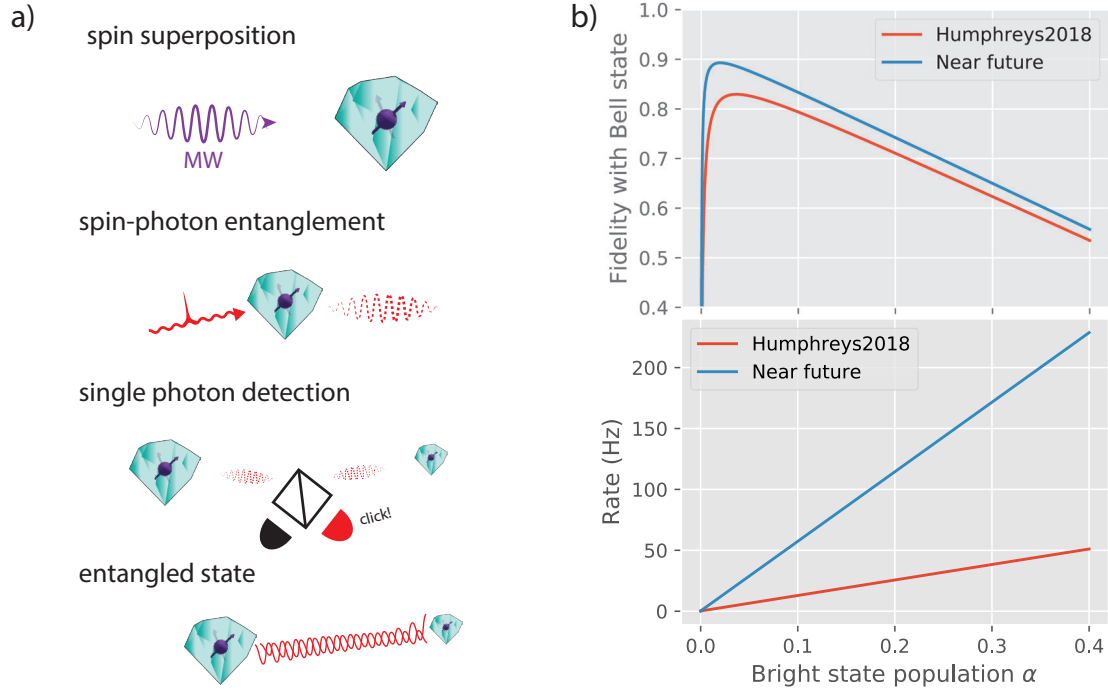 a)
spin superposition
MW
spin-photon entanglement
single photon detection
click!
entangled state
b)
1.0
0.9
0.8
0.7
0.6
0.5
0.4
Fidelity with Bell state
Humphreys2018
Near future
200
150
100
50
0
Rate (Hz)
Humphreys2018
Near future
0.0 0.1 0.2 0.3 0.4
Bright state population α